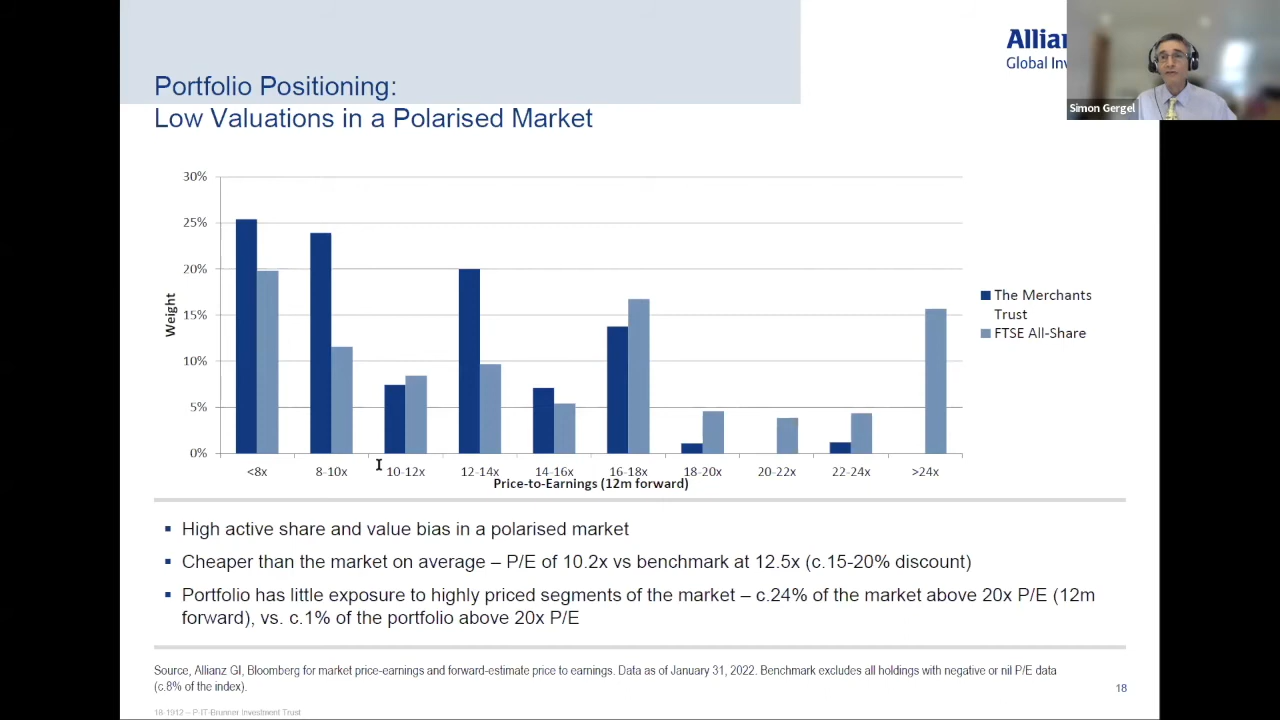 Portfolio Positioning:
Low Valuations in a Polarised Market
Allian
Global Inv
Simon Gergel
30%
25%
20%
15%
10%
5%
0%
Weight
<8x 8-10x 10-12x 12-14x 14-16x 16-18x 18-20x 20-22x 22-24x >24x
Price-to-Earnings (12m forward)
The Merchants
Trust
FTSE All-Share
▪ High active share and value bias in a polarised market
▪ Cheaper than the market on average – P/E of 10.2x vs benchmark at 12.5x (c.15-20% discount)
▪ Portfolio has little exposure to highly priced segments of the market – c.24% of the market above 20x P/E (12m
forward), vs. c.1% of the portfolio above 20x P/E
Source, Allianz GI, Bloomberg for market price-earnings and forward-estimate price to earnings. Data as of January 31, 2022. Benchmark excludes all holdings with negative or nil P/E data
(c.8% of the index).
18
18-1912 – P-IT-Brunner Investment Trust